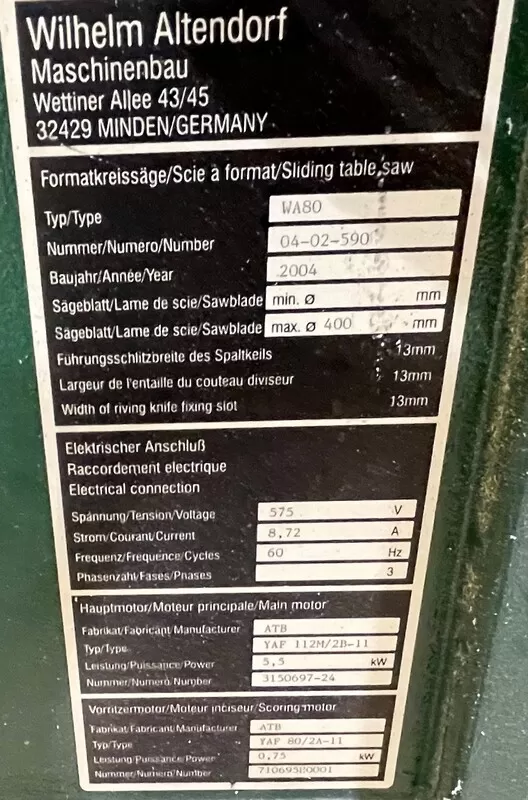 Wilhelm Altendorf
Maschinenbau
Wettiner Allee 43/45
32429 MINDEN/GERMANY
Formatkreissäge/Scie à format/Sliding table saw
Typ/Type WA80
Nummer/Numero/Number 04-02-590
Baujahr/Année/Year 2004
Sägeblatt/Lame de scie/Sawblade min. ø mm
Sägeblatt/Lame de scie/Sawblade max. ø 400 mm
Führungsschlitzbreite des Spaltkeils 13mm
Largeur de l'entaille du couteau diviseur 13mm
Width of riving knife fixing slot 13mm
Elektrischer Anschluß
Raccordement electrique
Electrical connection
Spannung/Tension/Voltage 575 V
Strom/Courant/Current 8,72 A
Frequenz/Frequence/Cycles 60 Hz
Phasenzahl/Fases/Phases 3
Hauptmotor/Moteur principale/Main motor
Fabrikat/Fabricant/Manufacturer ATB
Typ/Type YAF 112M/2B-11
Leistung/Puissance/Power 5,5 kW
Nummer/Numero/Number 3150697-24
Vorritzermotor/Moteur inciseur/Scoring motor
Fabrikat/Fabricant/Manufacturer ATB
Typ/Type YAF 80/2A-11
Leistung/Puissance/Power 0,75 kW
Nummer/Numero/Number